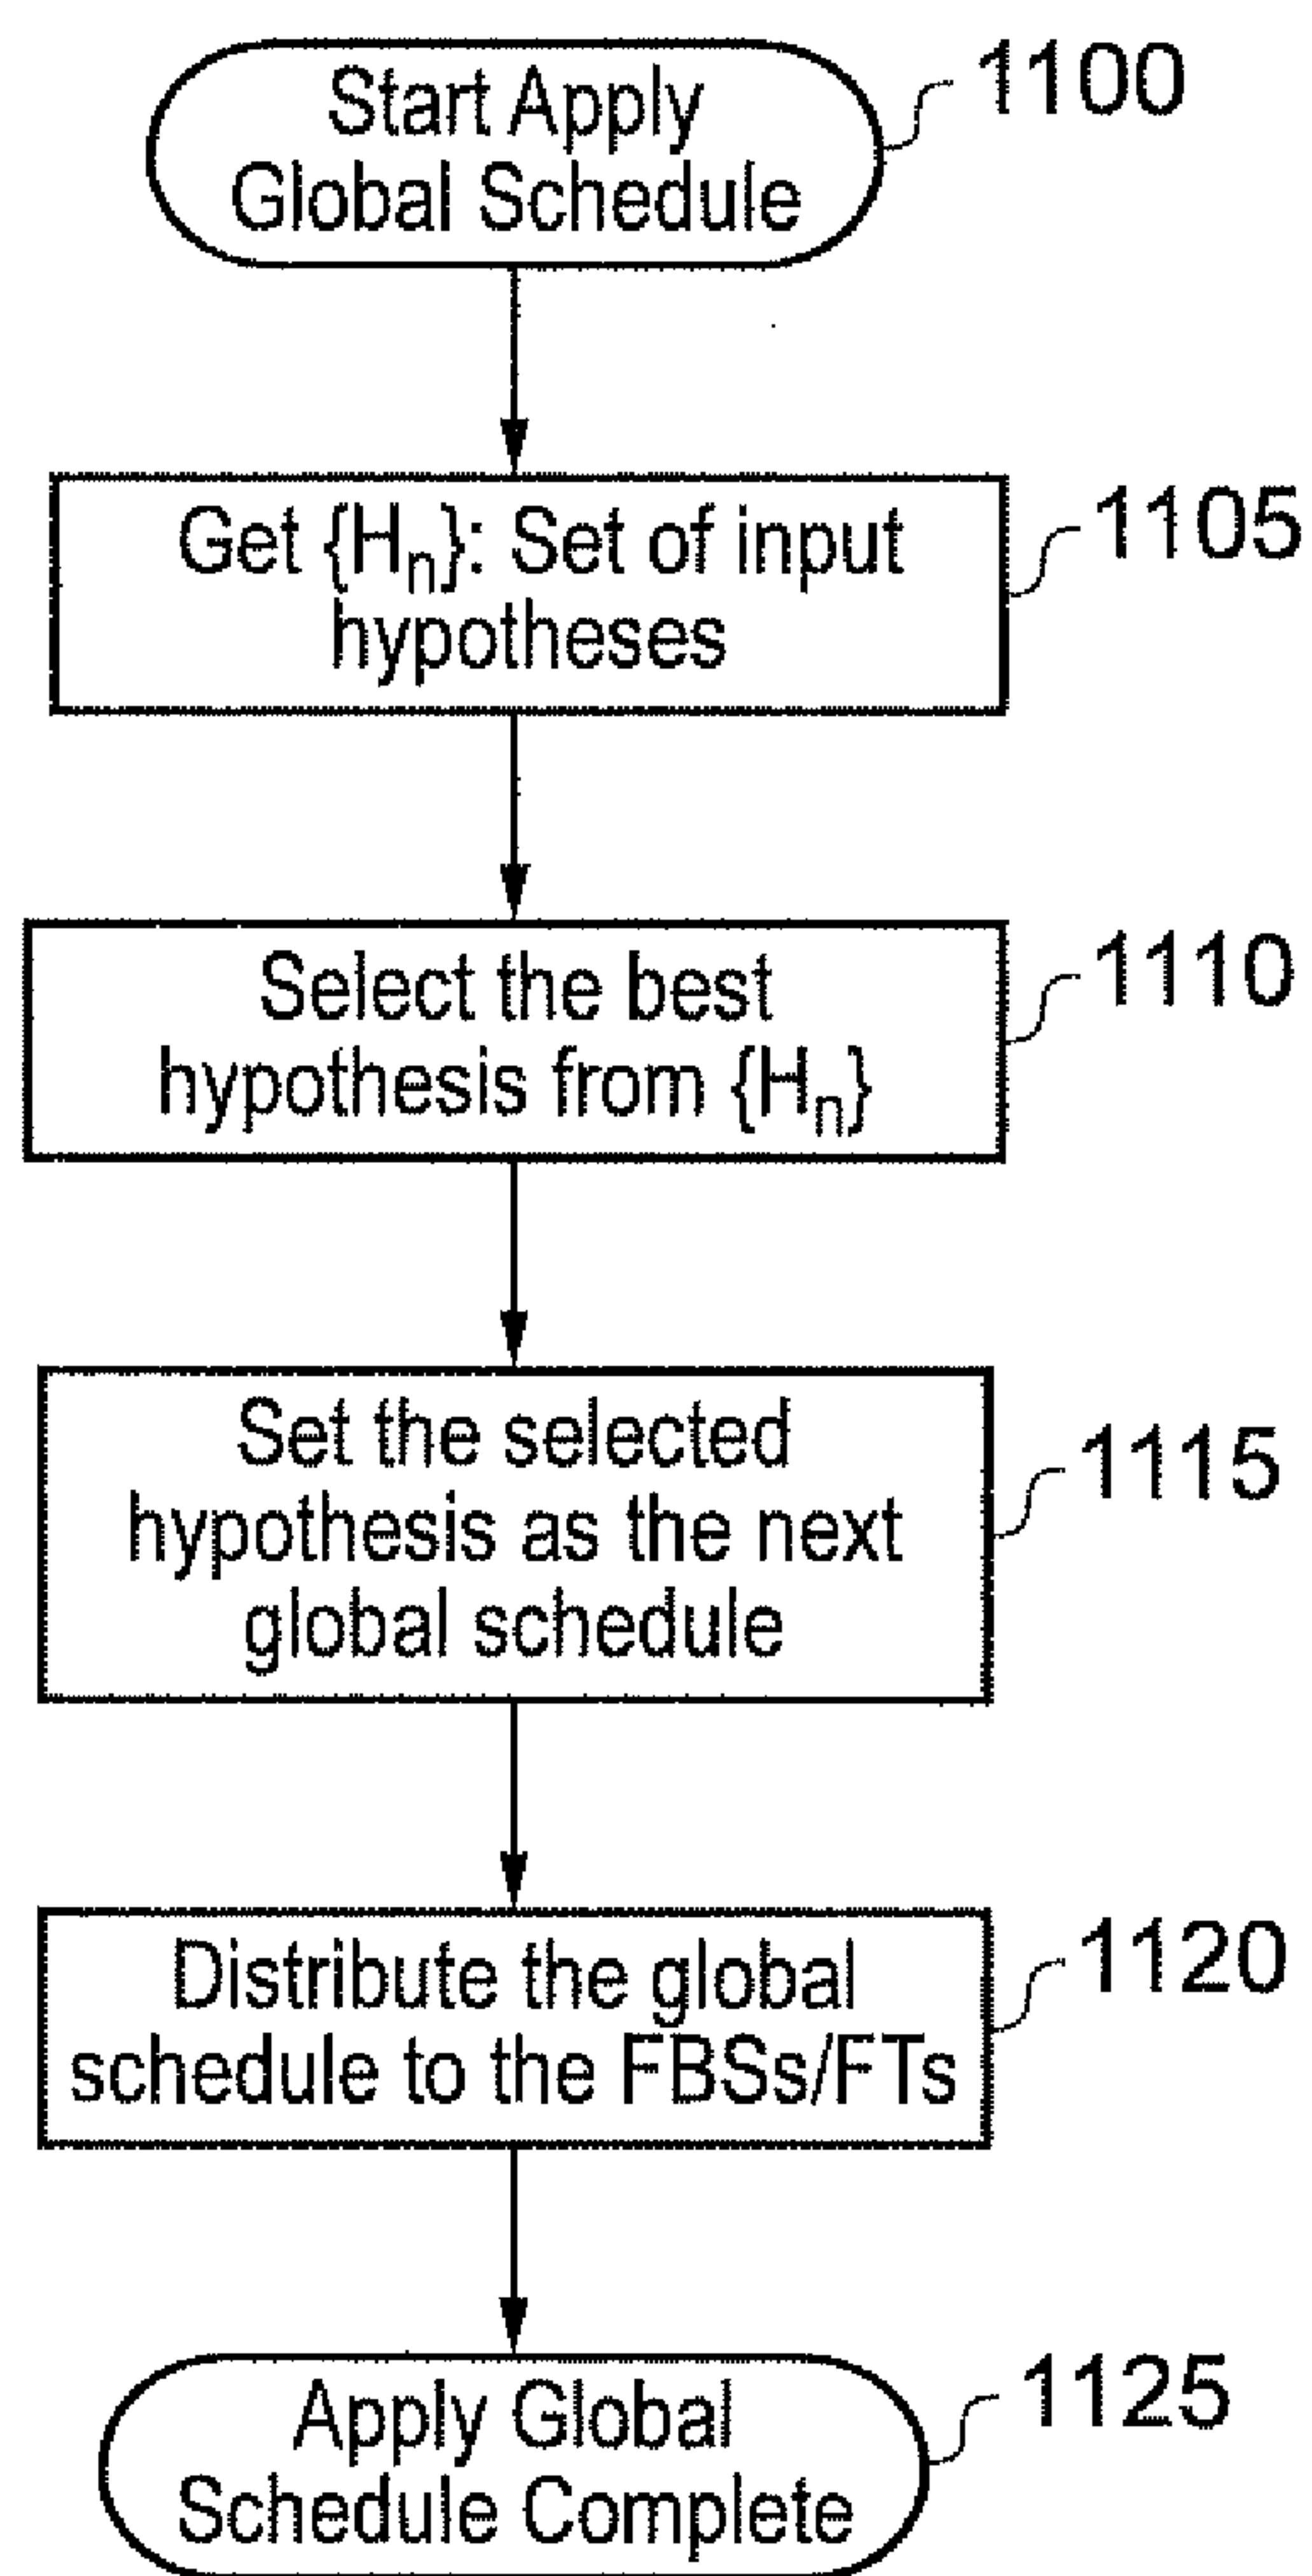 Start Apply
Global Schedule
1100
Get {Hn}: Set of input
hypotheses
1105
Select the best
hypothesis from {Hn}
1110
Set the selected
hypothesis as the next
global schedule
1115
Distribute the global
schedule to the FBSs/FTs
1120
Apply Global
Schedule Complete
1125